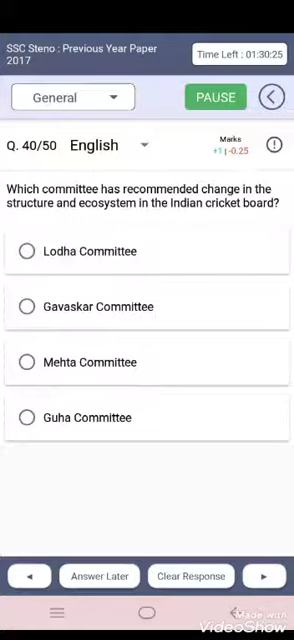 SSC Steno : Previous Year Paper
2017
Time Left : 01:30:25
General
PAUSE
Q. 40/50 English
Marks
+1 | -0.25
Which committee has recommended change in the
structure and ecosystem in the Indian cricket board?
Lodha Committee
Gavaskar Committee
Mehta Committee
Guha Committee
Answer Later
Clear Response
Made with
VideoShow